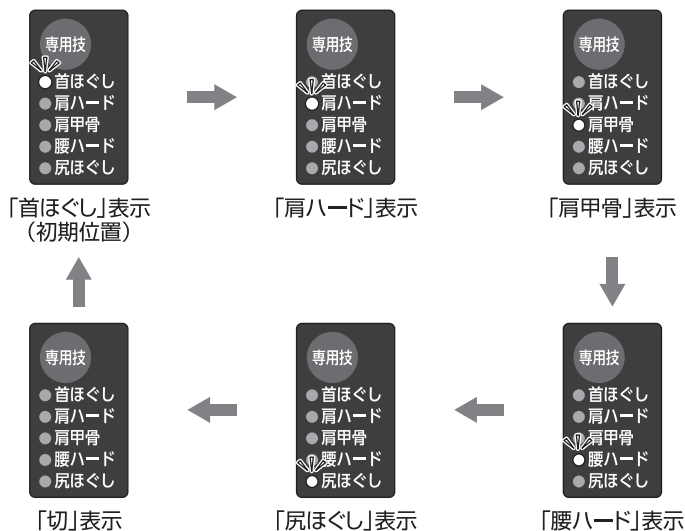 専用技
首ほぐし
肩ハード
肩甲骨
腰ハード
尻ほぐし
「首ほぐし」表示
(初期位置)
専用技
首ほぐし
肩ハード
肩甲骨
腰ハード
尻ほぐし
「肩ハード」表示
専用技
首ほぐし
肩ハード
肩甲骨
腰ハード
尻ほぐし
「肩甲骨」表示
専用技
首ほぐし
肩ハード
肩甲骨
腰ハード
尻ほぐし
「切」表示
専用技
首ほぐし
肩ハード
肩甲骨
腰ハード
尻ほぐし
「尻ほぐし」表示
専用技
首ほぐし
肩ハード
肩甲骨
腰ハード
尻ほぐし
「腰ハード」表示